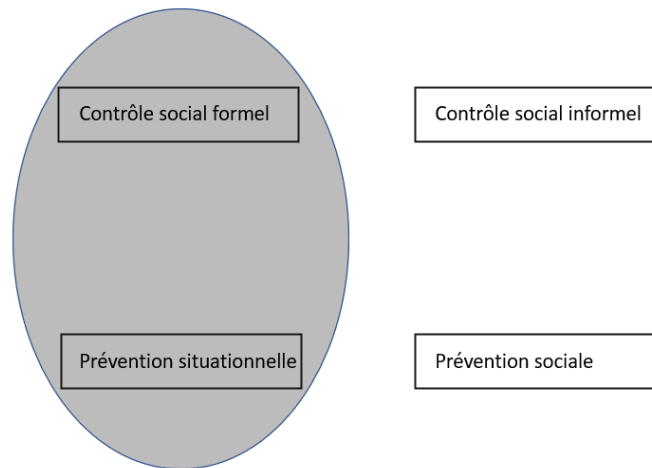 Contrôle social formel
Contrôle social informel
Prévention situationnelle
Prévention sociale